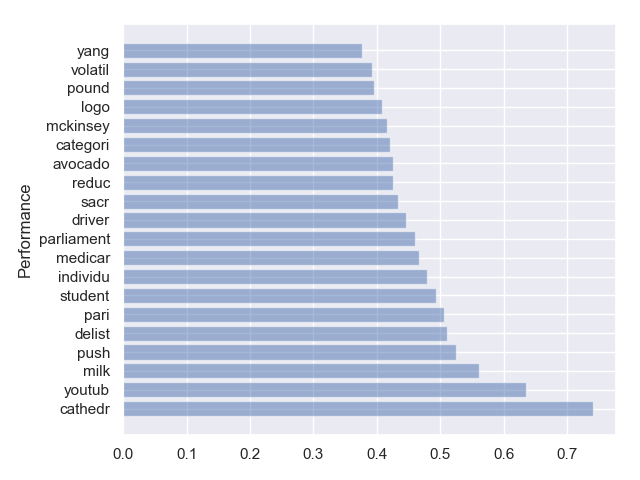 yang
volatil
pound
logo
mckinsey
categori
avocado
reduc
sacr
driver
parliament
medicar
individu
student
pari
delist
push
milk
youtub
cathedr
Performance
0.0 0.1 0.2 0.3 0.4 0.5 0.6 0.7